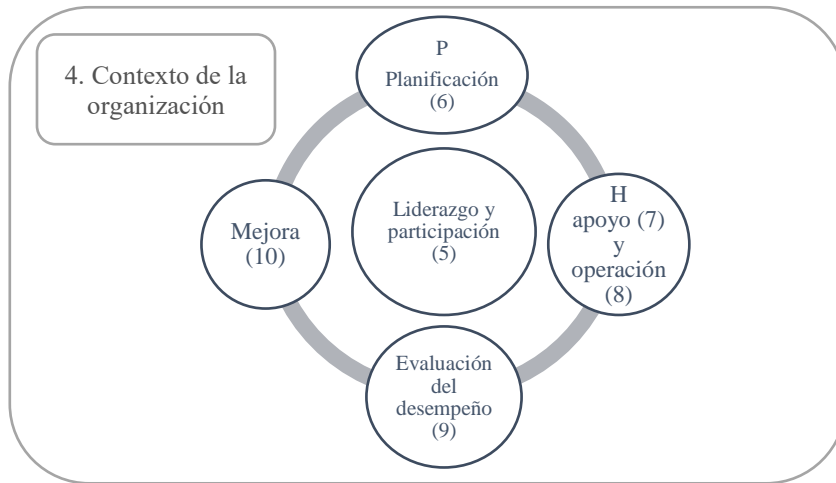 4. Contexto de la
organización
P
Planificación
(6)
Liderazgo y
participación
(5)
H
apoyo (7)
y
operación
(8)
Mejora
(10)
Evaluación
del
desempeño
(9)